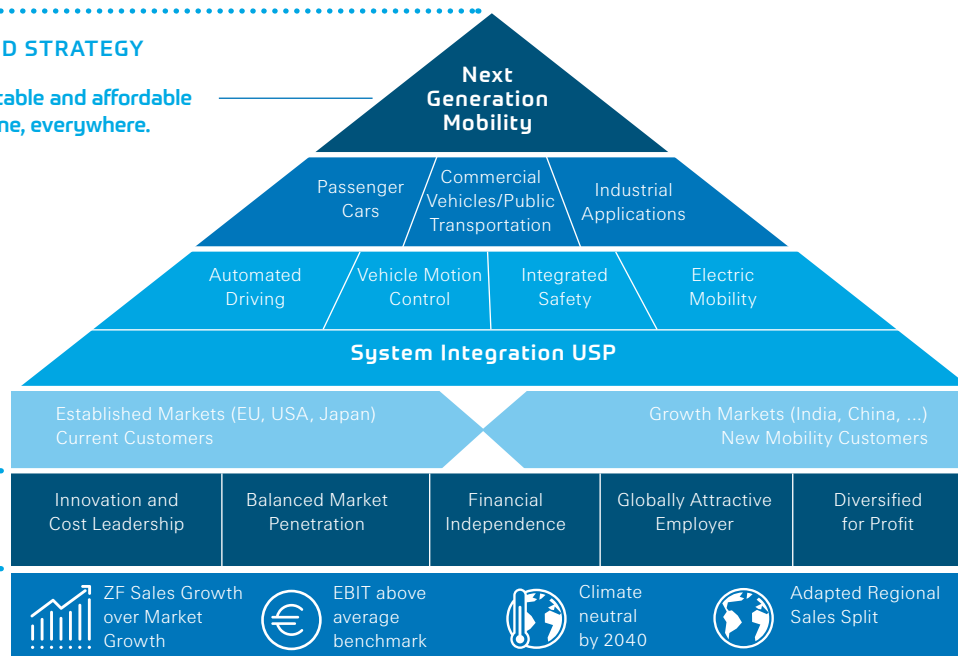 D STRATEGY
table and affordable
ne, everywhere.
Next
Generation
Mobility
Passenger
Cars
Commercial
Vehicles/Public
Transportation
Industrial
Applications
Automated
Driving
Vehicle Motion
Control
Integrated
Safety
Electric
Mobility
System Integration USP
Established Markets (EU, USA, Japan)
Current Customers
Growth Markets (India, China, ...)
New Mobility Customers
Innovation and
Cost Leadership
Balanced Market
Penetration
Financial
Independence
Globally Attractive
Employer
Diversified
for Profit
ZF Sales Growth
over Market
Growth
€
EBIT above
average
benchmark
Climate
neutral
by 2040
Adapted Regional
Sales Split